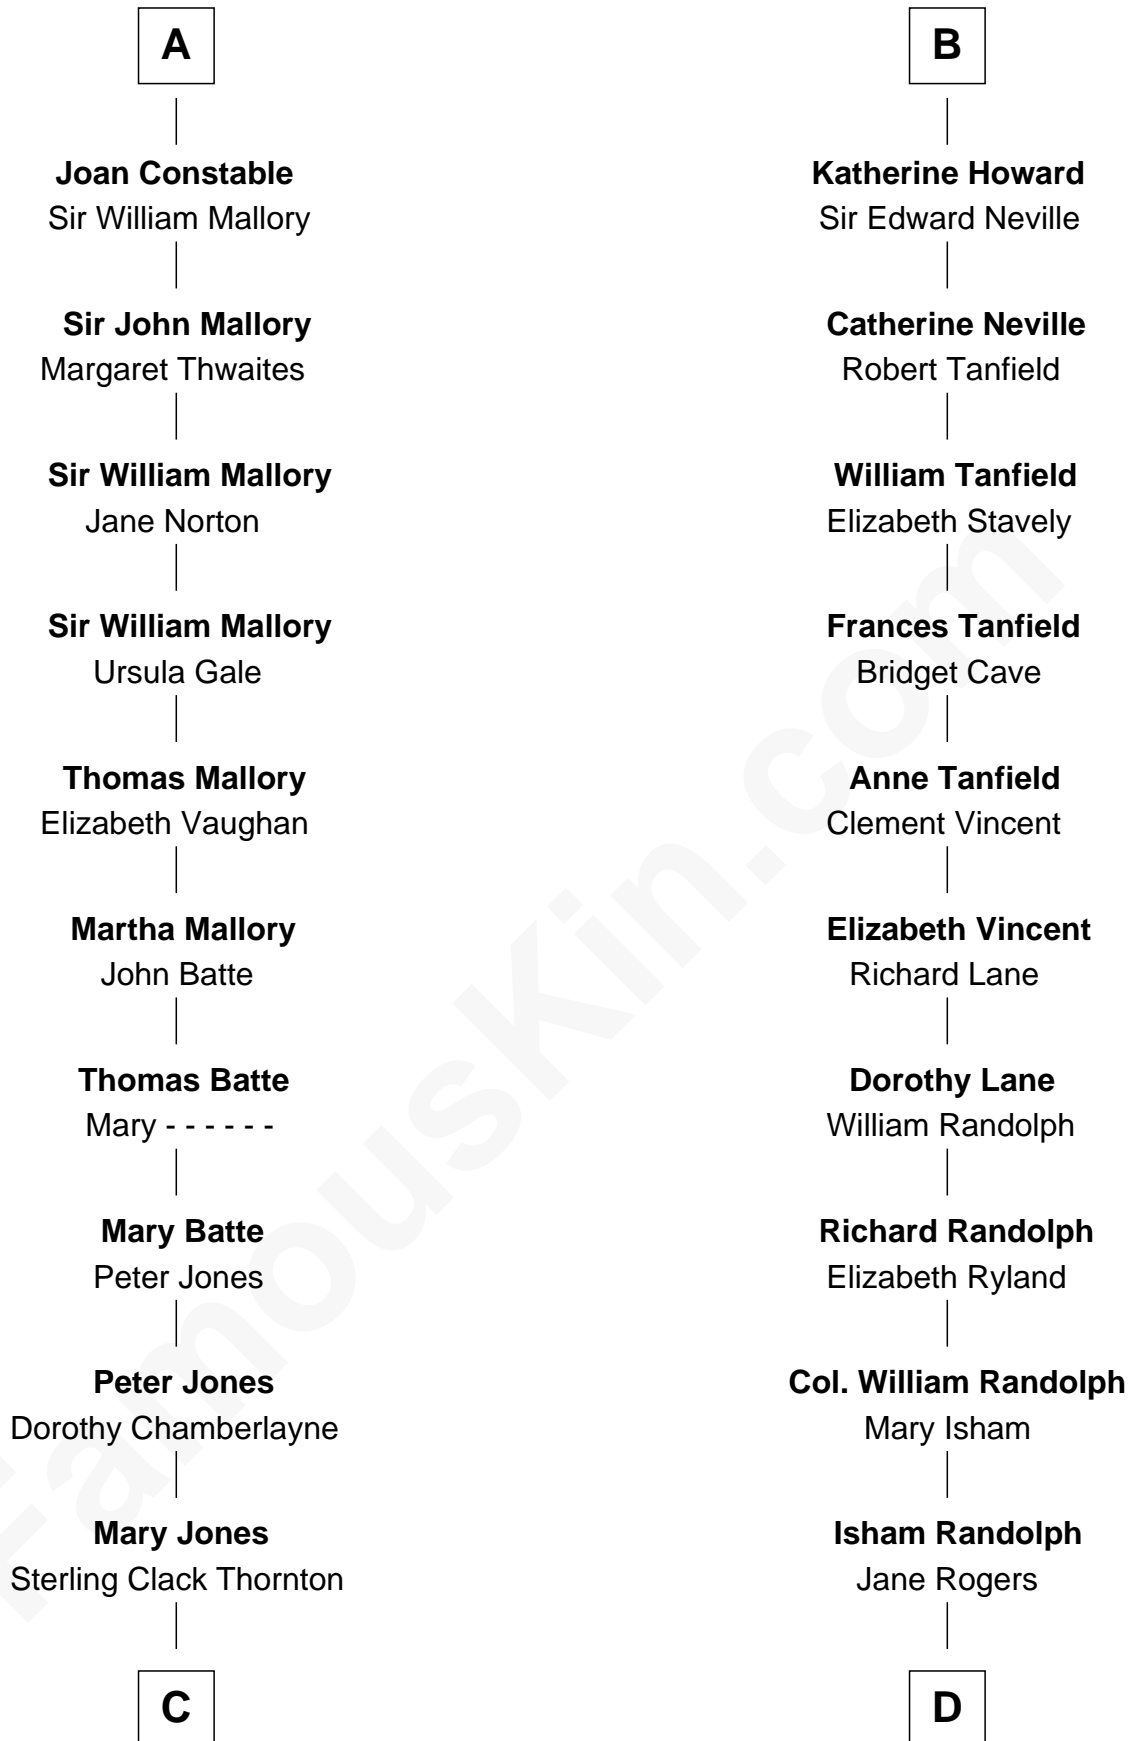 A
Joan Constable
Sir William Mallory
Sir John Mallory
Margaret Thwaites
Sir William Mallory
Jane Norton
Sir William Mallory
Ursula Gale
Thomas Mallory
Elizabeth Vaughan
Martha Mallory
John Batte
Thomas Batte
Mary - - - - - -
Mary Batte
Peter Jones
Peter Jones
Dorothy Chamberlayne
Mary Jones
Sterling Clack Thornton
C
B
Katherine Howard
Sir Edward Neville
Catherine Neville
Robert Tanfield
William Tanfield
Elizabeth Stavely
Frances Tanfield
Bridget Cave
Anne Tanfield
Clement Vincent
Elizabeth Vincent
Richard Lane
Dorothy Lane
William Randolph
Richard Randolph
Elizabeth Ryland
Col. William Randolph
Mary Isham
Isham Randolph
Jane Rogers
D
FamousKin.com